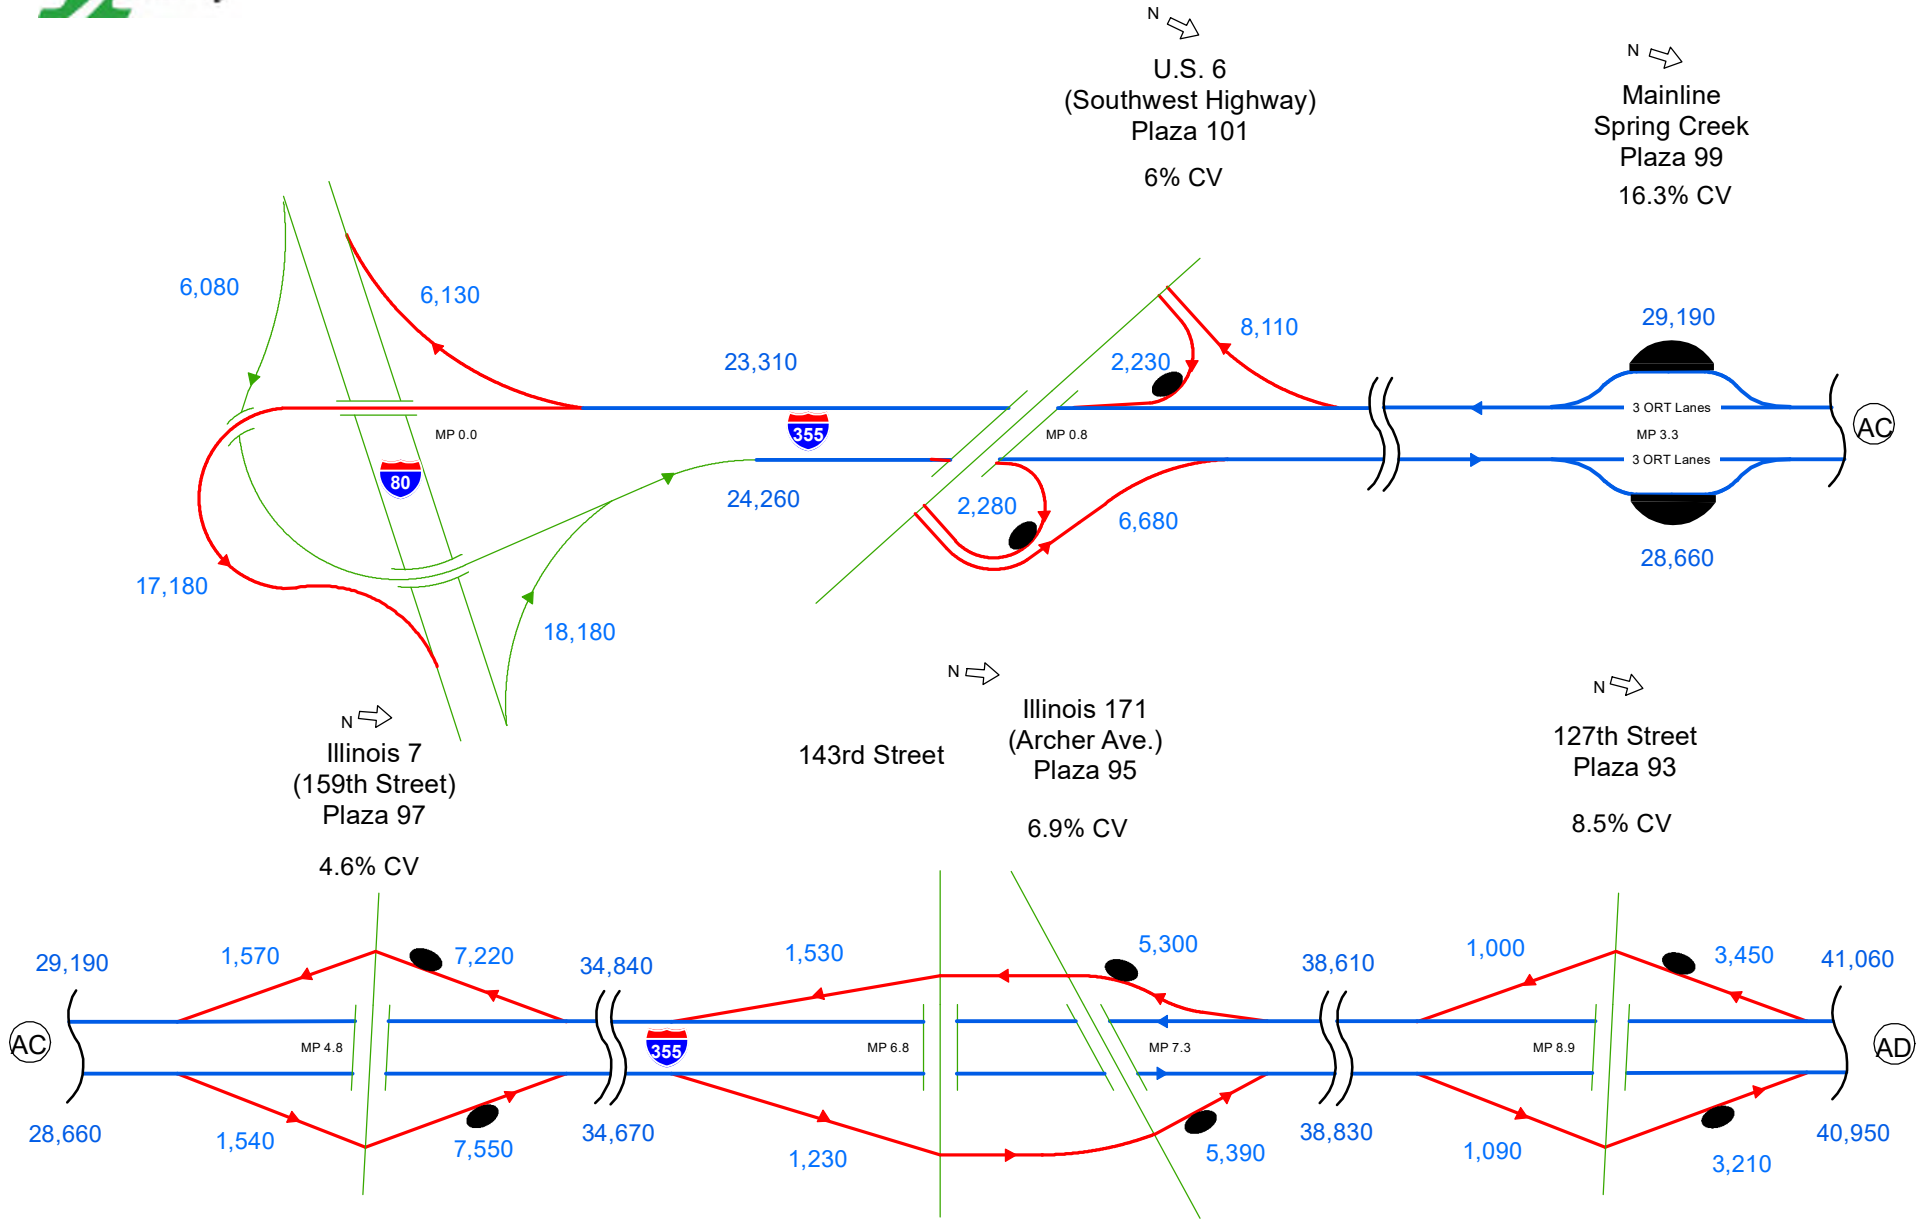 N
U.S. 6
(Southwest Highway)
Plaza 101
6% CV
N
Mainline
Spring Creek
Plaza 99
16.3% CV
6,080
6,130
23,310
2,230
8,110
29,190
MP 0.0
355
MP 0.8
3 ORT Lanes
MP 3.3
3 ORT Lanes
AC
80
24,260
2,280
6,680
28,660
17,180
18,180
N
Illinois 7
(159th Street)
Plaza 97
4.6% CV
143rd Street
N
Illinois 171
(Archer Ave.)
Plaza 95
6.9% CV
N
127th Street
Plaza 93
8.5% CV
29,190
1,570
7,220
34,840
1,530
5,300
38,610
1,000
3,450
41,060
AC
MP 4.8
355
MP 6.8
MP 7.3
MP 8.9
AD
28,660
1,540
7,550
34,670
1,230
5,390
38,830
1,090
3,210
40,950